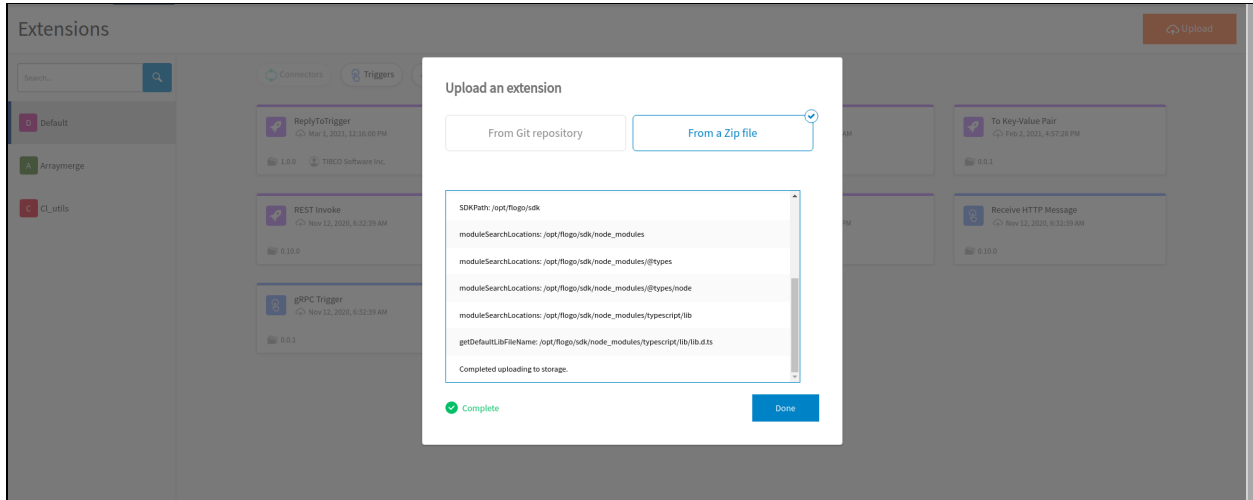 Extensions
Upload
Search...
Connectors
Triggers
D Default
A Arraymerge
C Cl_utils
ReplyToTrigger
Mar 1, 2021, 12:16:00 PM
1.0.0 TIBCO Software Inc.
AM
To Key-Value Pair
Feb 2, 2021, 4:57:28 PM
0.0.1
REST Invoke
Nov 12, 2020, 6:32:39 AM
0.10.0
PM
Receive HTTP Message
Nov 12, 2020, 6:32:39 AM
0.10.0
gRPC Trigger
Nov 12, 2020, 6:32:39 AM
0.0.1
Upload an extension
From Git repository
From a Zip file
SDKPath: /opt/flogo/sdk
moduleSearchLocations: /opt/flogo/sdk/node_modules
moduleSearchLocations: /opt/flogo/sdk/node_modules/@types
moduleSearchLocations: /opt/flogo/sdk/node_modules/@types/node
moduleSearchLocations: /opt/flogo/sdk/node_modules/typescript/lib
getDefaultLibFileName: /opt/flogo/sdk/node_modules/typescript/lib/lib.d.ts
Completed uploading to storage.
Complete
Done